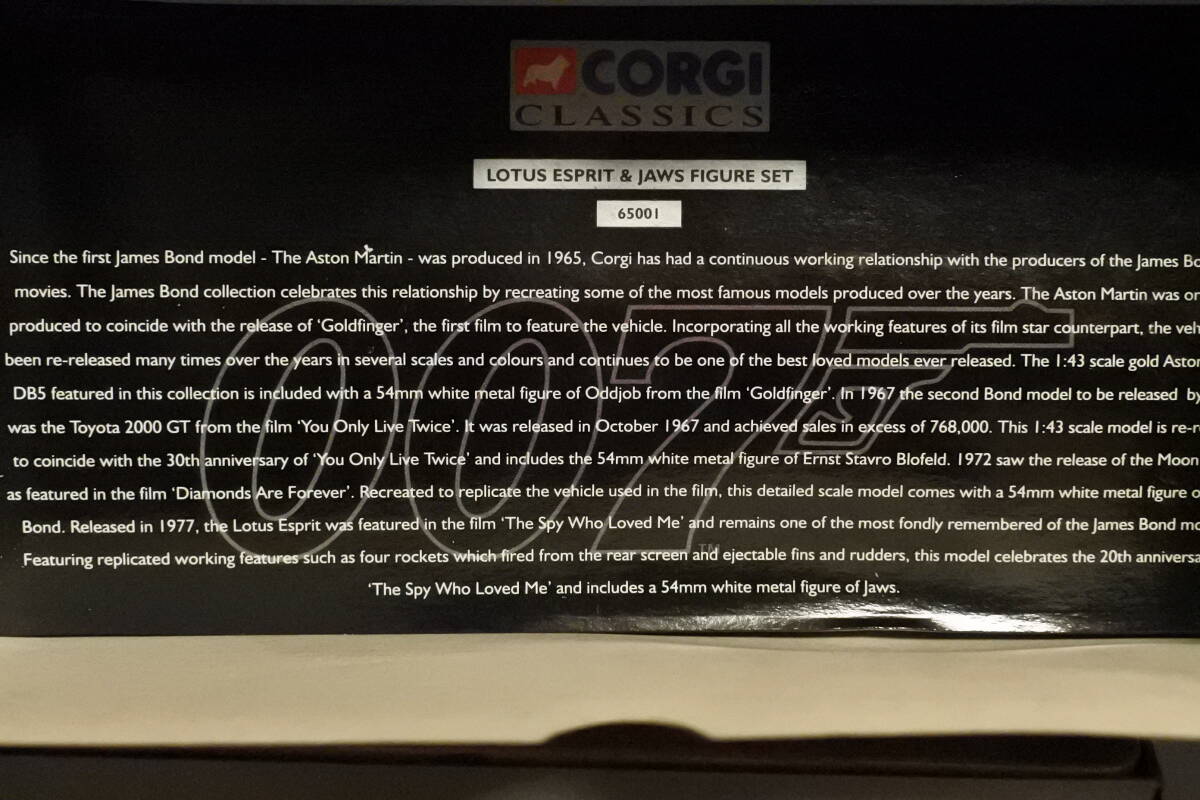 CORGI
CLASSICS
LOTUS ESPRIT & JAWS FIGURE SET
65001
Since the first James Bond model - The Aston Martin - was produced in 1965, Corgi has had a continuous working relationship with the producers of the James
movies. The James Bond collection celebrates this relationship by recreating some of the most famous models produced over the years. The Aston Martin was
produced to coincide with the release of ‘Goldfinger’, the first film to feature the vehicle. Incorporating all the working features of its film star counterpart, the
been re-released many times over the years in several scales and colours and continues to be one of the best loved models ever released. The 1:43 scale gold Aston
DB5 featured in this collection is included with a 54mm white metal figure of Oddjob from the film ‘Goldfinger’. In 1967 the second Bond model to be released by
was the Toyota 2000 GT from the film ‘You Only Live Twice’. It was released in October 1967 and achieved sales in excess of 768,000. This 1:43 scale model is
to coincide with the 30th anniversary of ‘You Only Live Twice’ and includes the 54mm white metal figure of Ernst Stavro Blofeld. 1972 saw the release of the Moon
as featured in the film ‘Diamonds Are Forever’. Recreated to replicate the vehicle used in the film, this detailed scale model comes with a 54mm white metal figure
Bond. Released in 1977, the Lotus Esprit was featured in the film ‘The Spy Who Loved Me’ and remains one of the most fondly remembered of the James Bond
Featuring replicated working features such as four rockets which fired from the rear screen and ejectable fins and rudders, this model celebrates the 20th
‘The Spy Who Loved Me’ and includes a 54mm white metal figure of Jaws.
007
TM